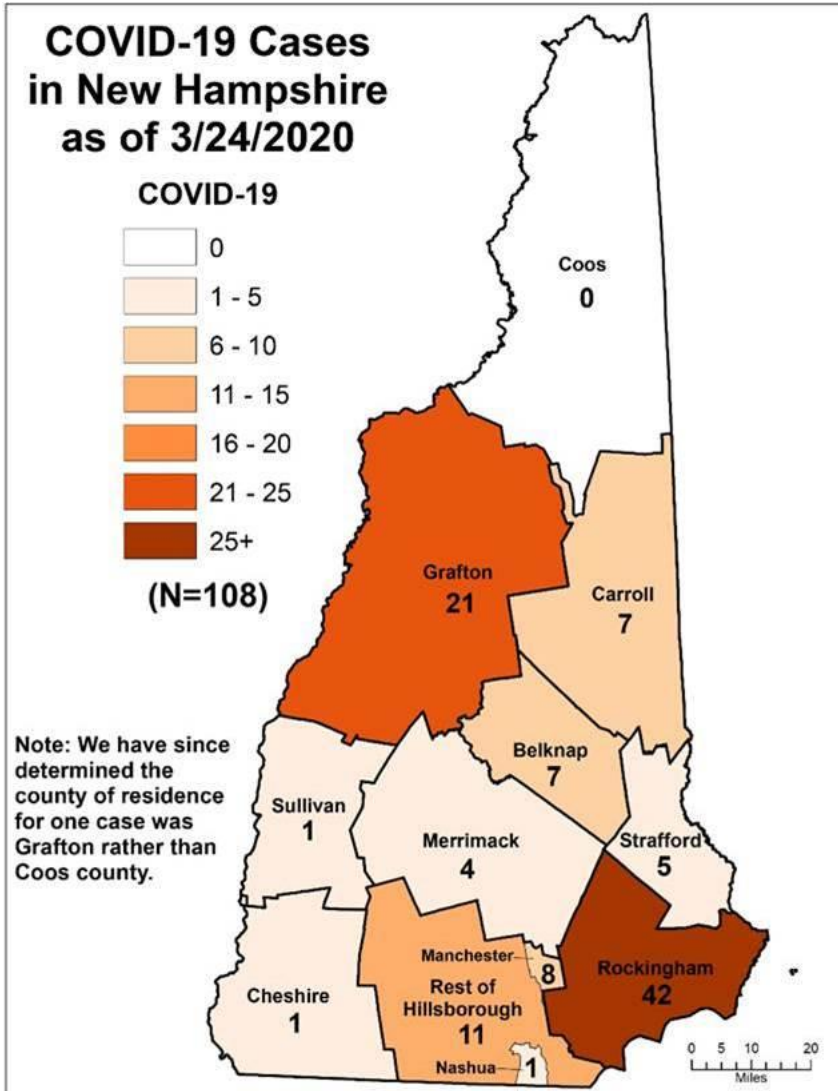 COVID-19 Cases
in New Hampshire
as of 3/24/2020
COVID-19
0
1 - 5
6 - 10
11 - 15
16 - 20
21 - 25
25+
(N=108)
Note: We have since
determined the
county of residence
for one case was
Grafton rather than
Coos county.
Coos
0
Grafton
21
Carroll
7
Belknap
7
Sullivan
1
Merrimack
4
Strafford
5
Cheshire
1
Manchester
8
Rest of
Hillsborough
11
Nashua
1
Rockingham
42
0 5 10 20
Miles